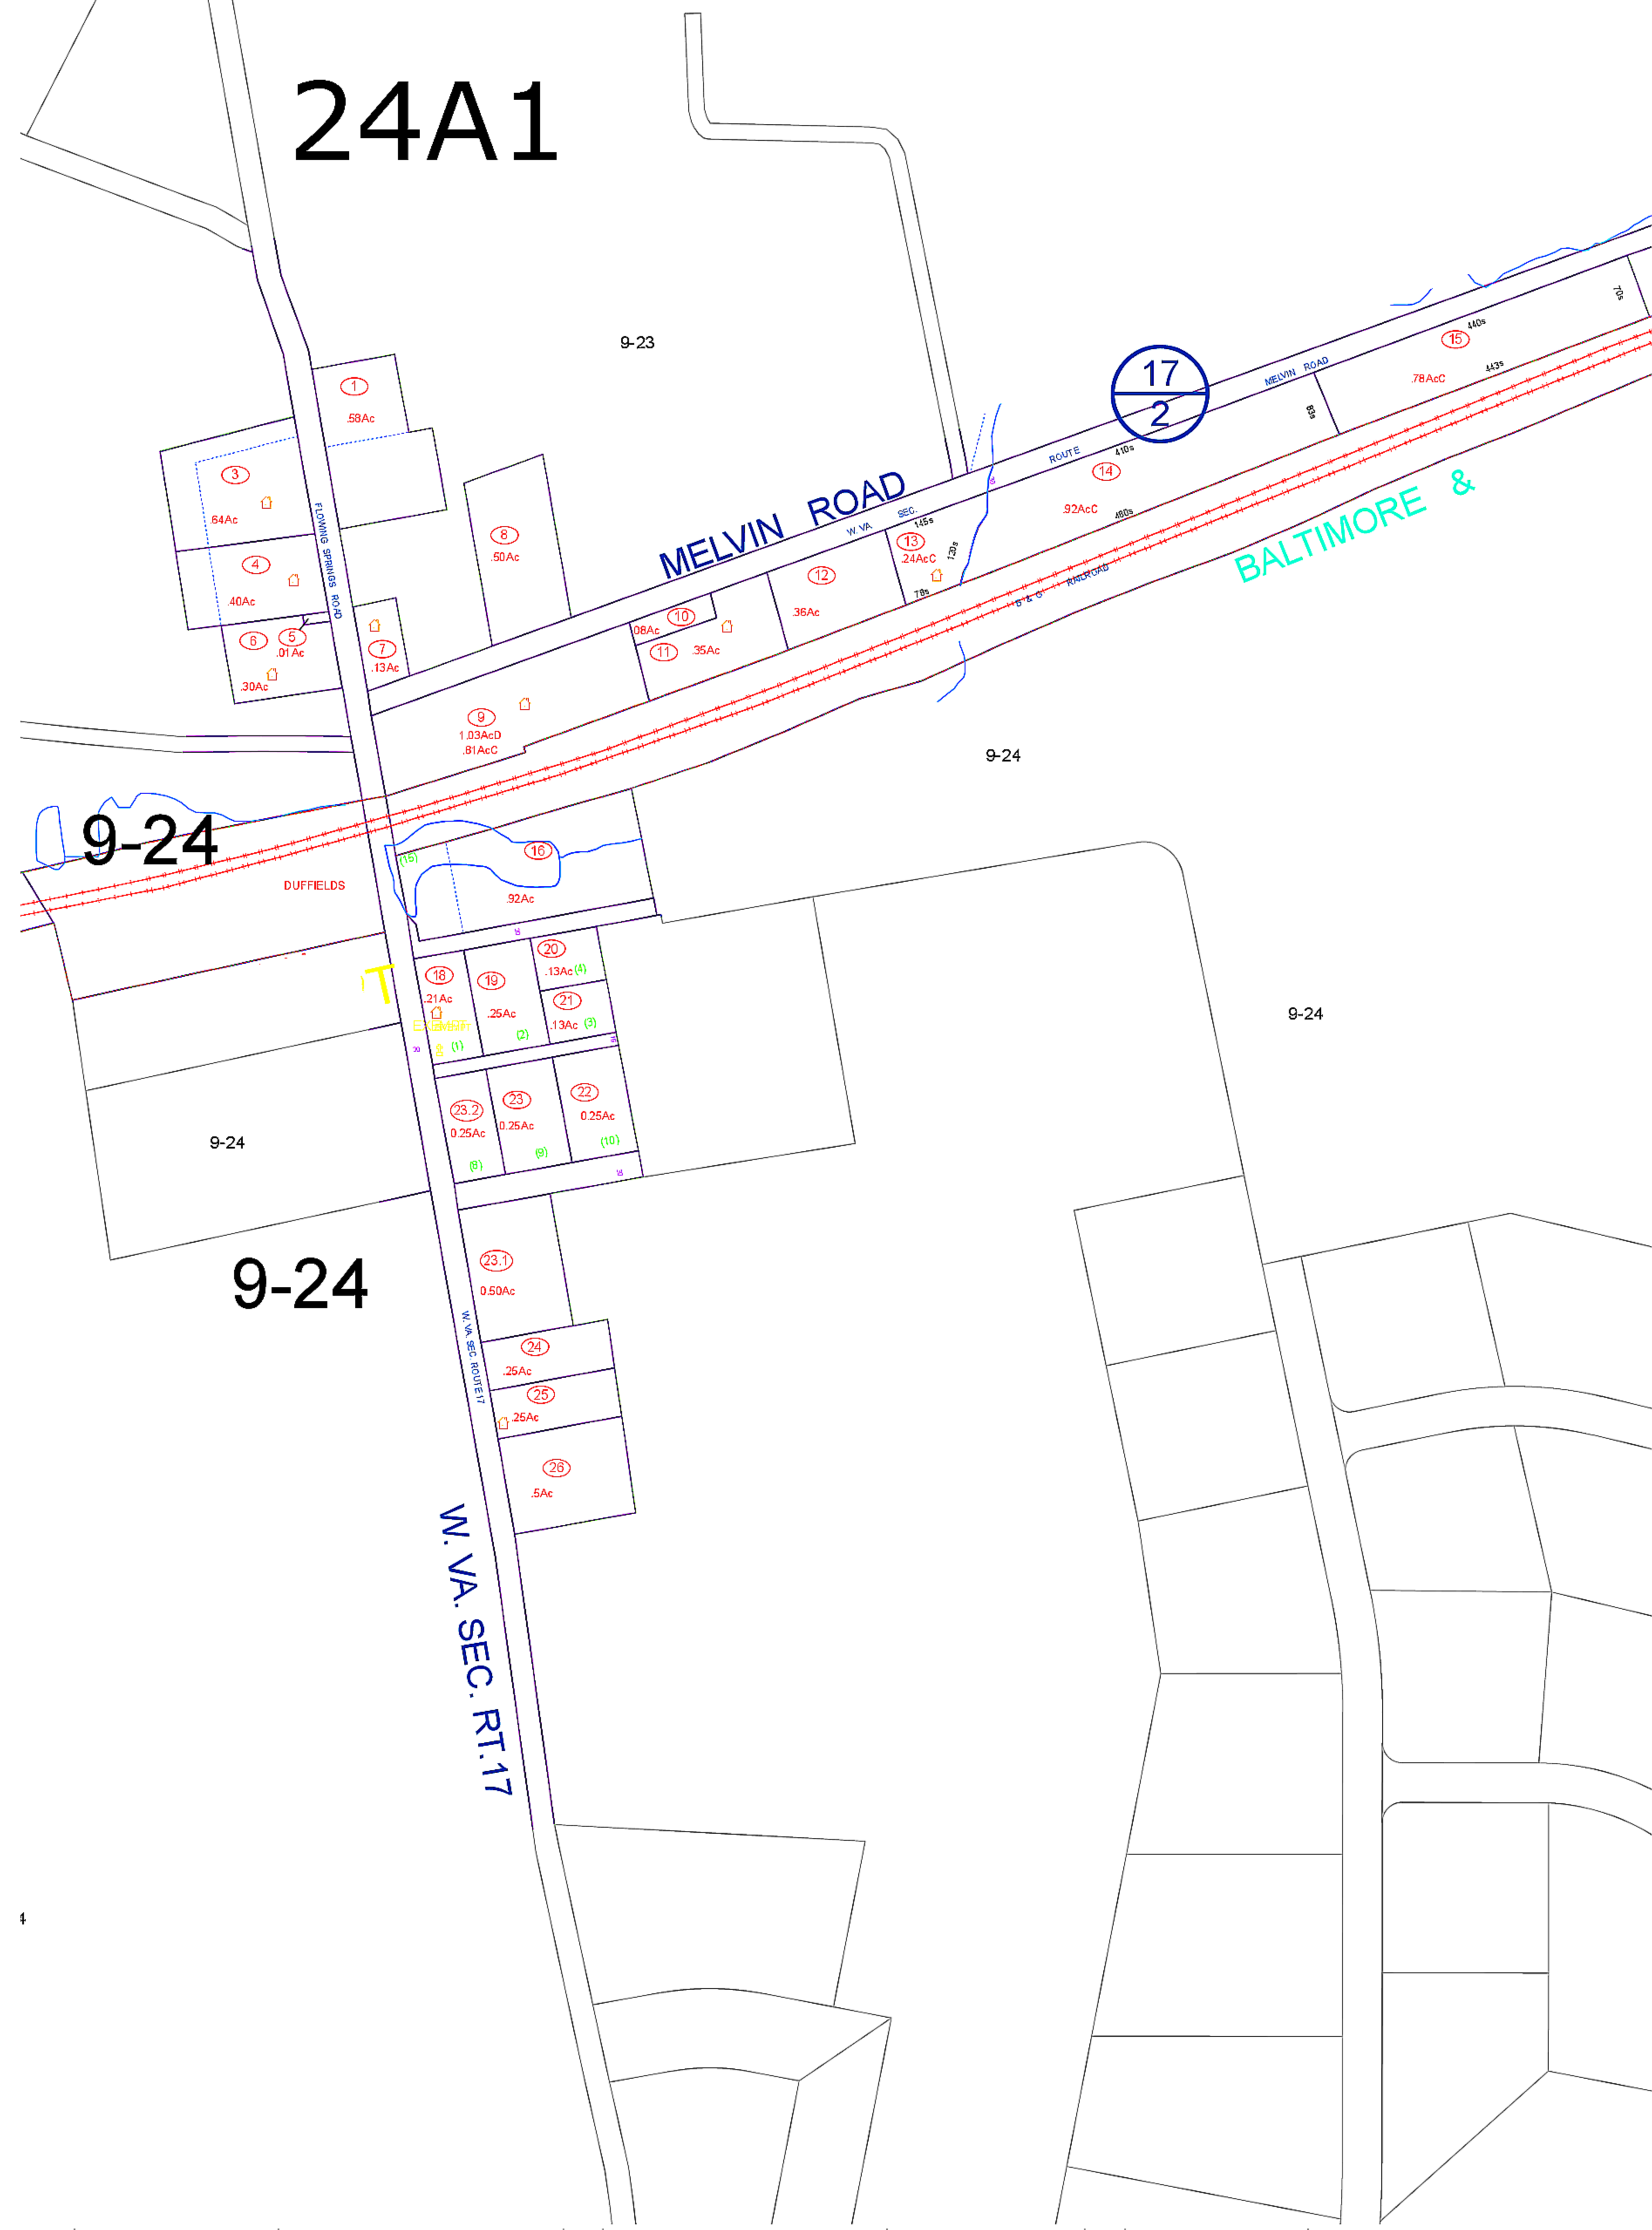 24A1
9-23
1
.58Ac
3
.64Ac
4
.40Ac
5
.01Ac
6
.30Ac
7
.13Ac
FLOWING SPRINGS ROAD
8
.50Ac
MELVIN ROAD
W. VA. SEC. ROUTE
17
2
MELVIN ROAD
9
1.03AcD
.81AcC
10
.08Ac
11
.35Ac
12
.36Ac
13
.24AcC
145s
120s
78s
14
.92AcC
410s
480s
83s
15
.78AcC
440s
443s
70s
B & O RAILROAD
BALTIMORE &
9-24
9-24
DUFFIELDS
(15)
16
.92Ac
T
18
.21Ac
EXEMPT
(1)
19
.25Ac
(2)
20
.13Ac (4)
21
.13Ac (3)
9-24
23.2
0.25Ac
(8)
23
0.25Ac
(9)
22
0.25Ac
(10)
9-24
9-24
23.1
0.50Ac
W. VA. SEC. ROUTE 17
24
.25Ac
25
.25Ac
26
.5Ac
W. VA. SEC. RT.17
4